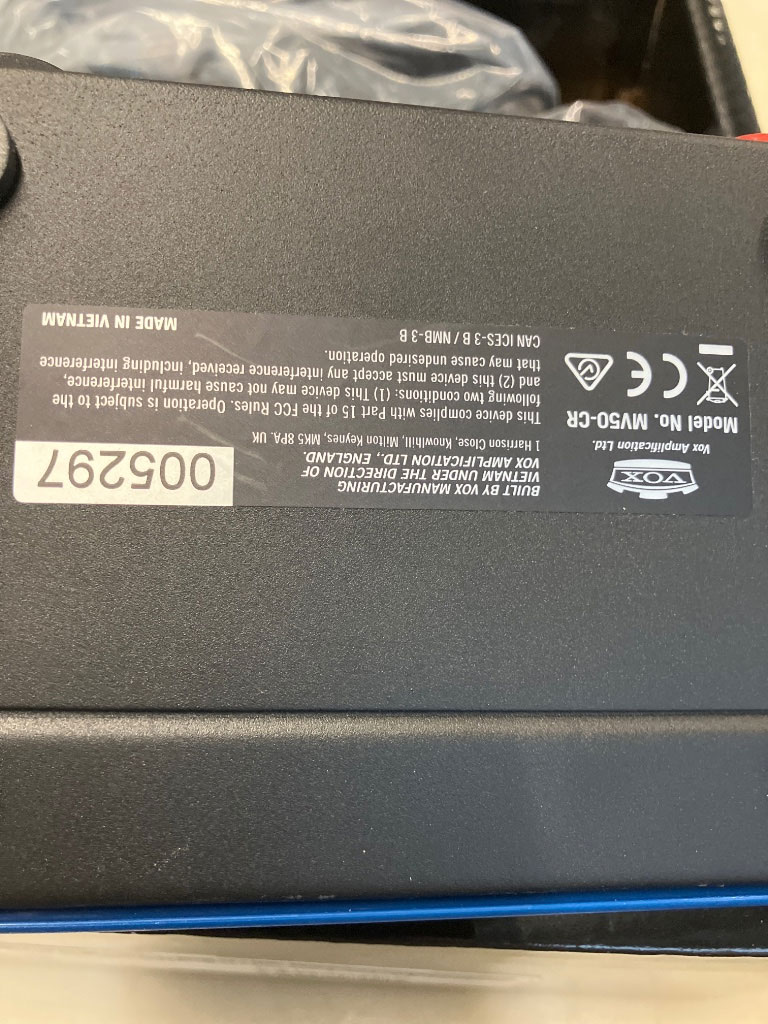 VOX
Vox Amplification Ltd.
Model No. MV50-CR
BUILT BY VOX MANUFACTURING
VIETNAM UNDER THE DIRECTION OF
VOX AMPLIFICATION LTD., ENGLAND.
1 Harrison Close, Knowlhill, Milton Keynes, MK5 8PA. UK
005297
This device complies with Part 15 of the FCC Rules. Operation is subject to the
following two conditions: (1) This device may not cause harmful interference,
and (2) this device must accept any interference received, including interference
that may cause undesired operation.
CAN ICES-3 B / NMB-3 B
MADE IN VIETNAM
CE